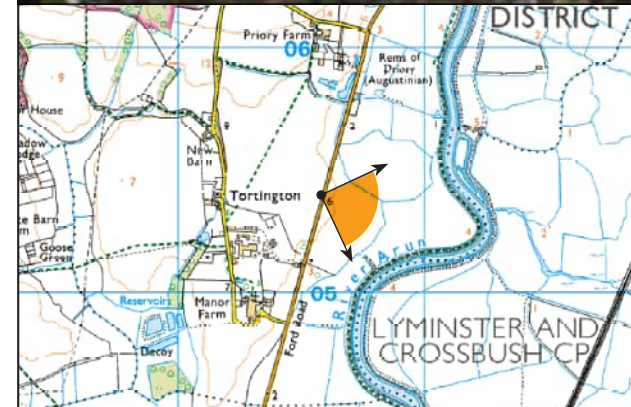 DISTRICT
Priory Farm
06
Rems of
Priory
(Augustinian)
House
New
Barn
Tortington
6
Goose
Green
Reservoirs
Manor
Farm
05
River Arun
Ford Road
Decoy
LYMINSTER AND
CROSSBUSH CP